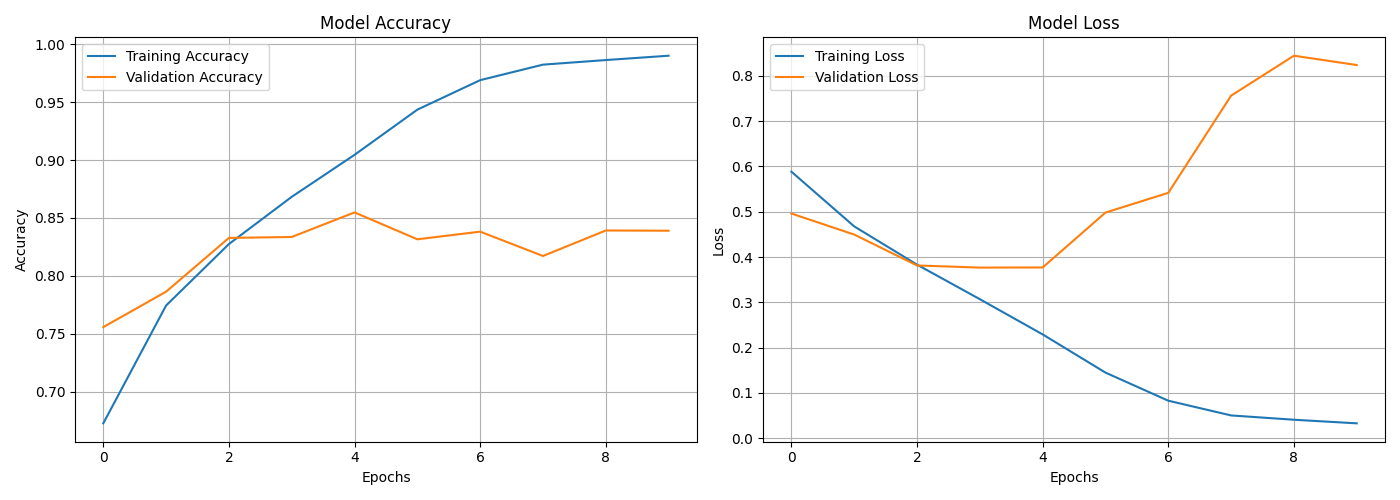 Model Accuracy
Training Accuracy
Validation Accuracy
1.00
0.95
0.90
0.85
0.80
0.75
0.70
Accuracy
0 2 4 6 8
Epochs
Model Loss
Training Loss
Validation Loss
0.8
0.7
0.6
0.5
0.4
0.3
0.2
0.1
0.0
Loss
0 2 4 6 8
Epochs